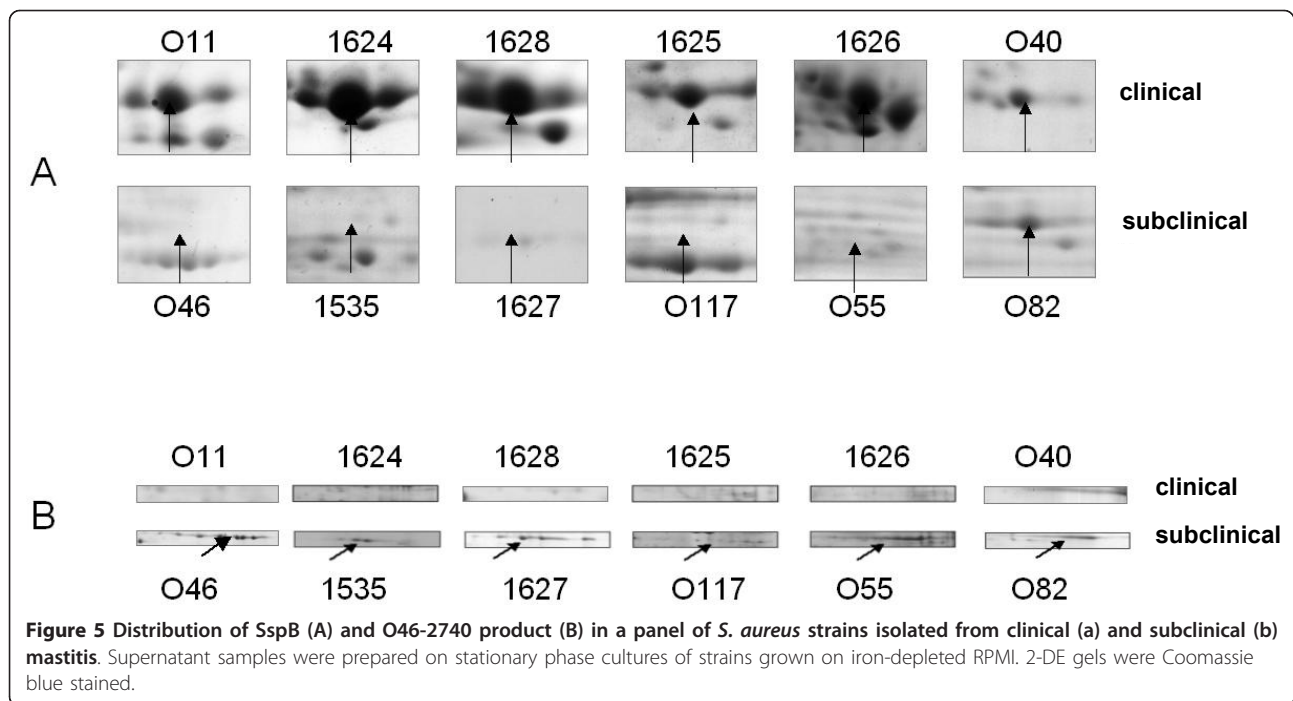 O11 1624 1628 1625 1626 O40
clinical
A
subclinical
O46 1535 1627 O117 O55 O82
O11 1624 1628 1625 1626 O40
clinical
B
subclinical
O46 1535 1627 O117 O55 O82
Figure 5 Distribution of SspB (A) and O46-2740 product (B) in a panel of S. aureus strains isolated from clinical (a) and subclinical (b)
mastitis. Supernatant samples were prepared on stationary phase cultures of strains grown on iron-depleted RPMI. 2-DE gels were Coomassie
blue stained.